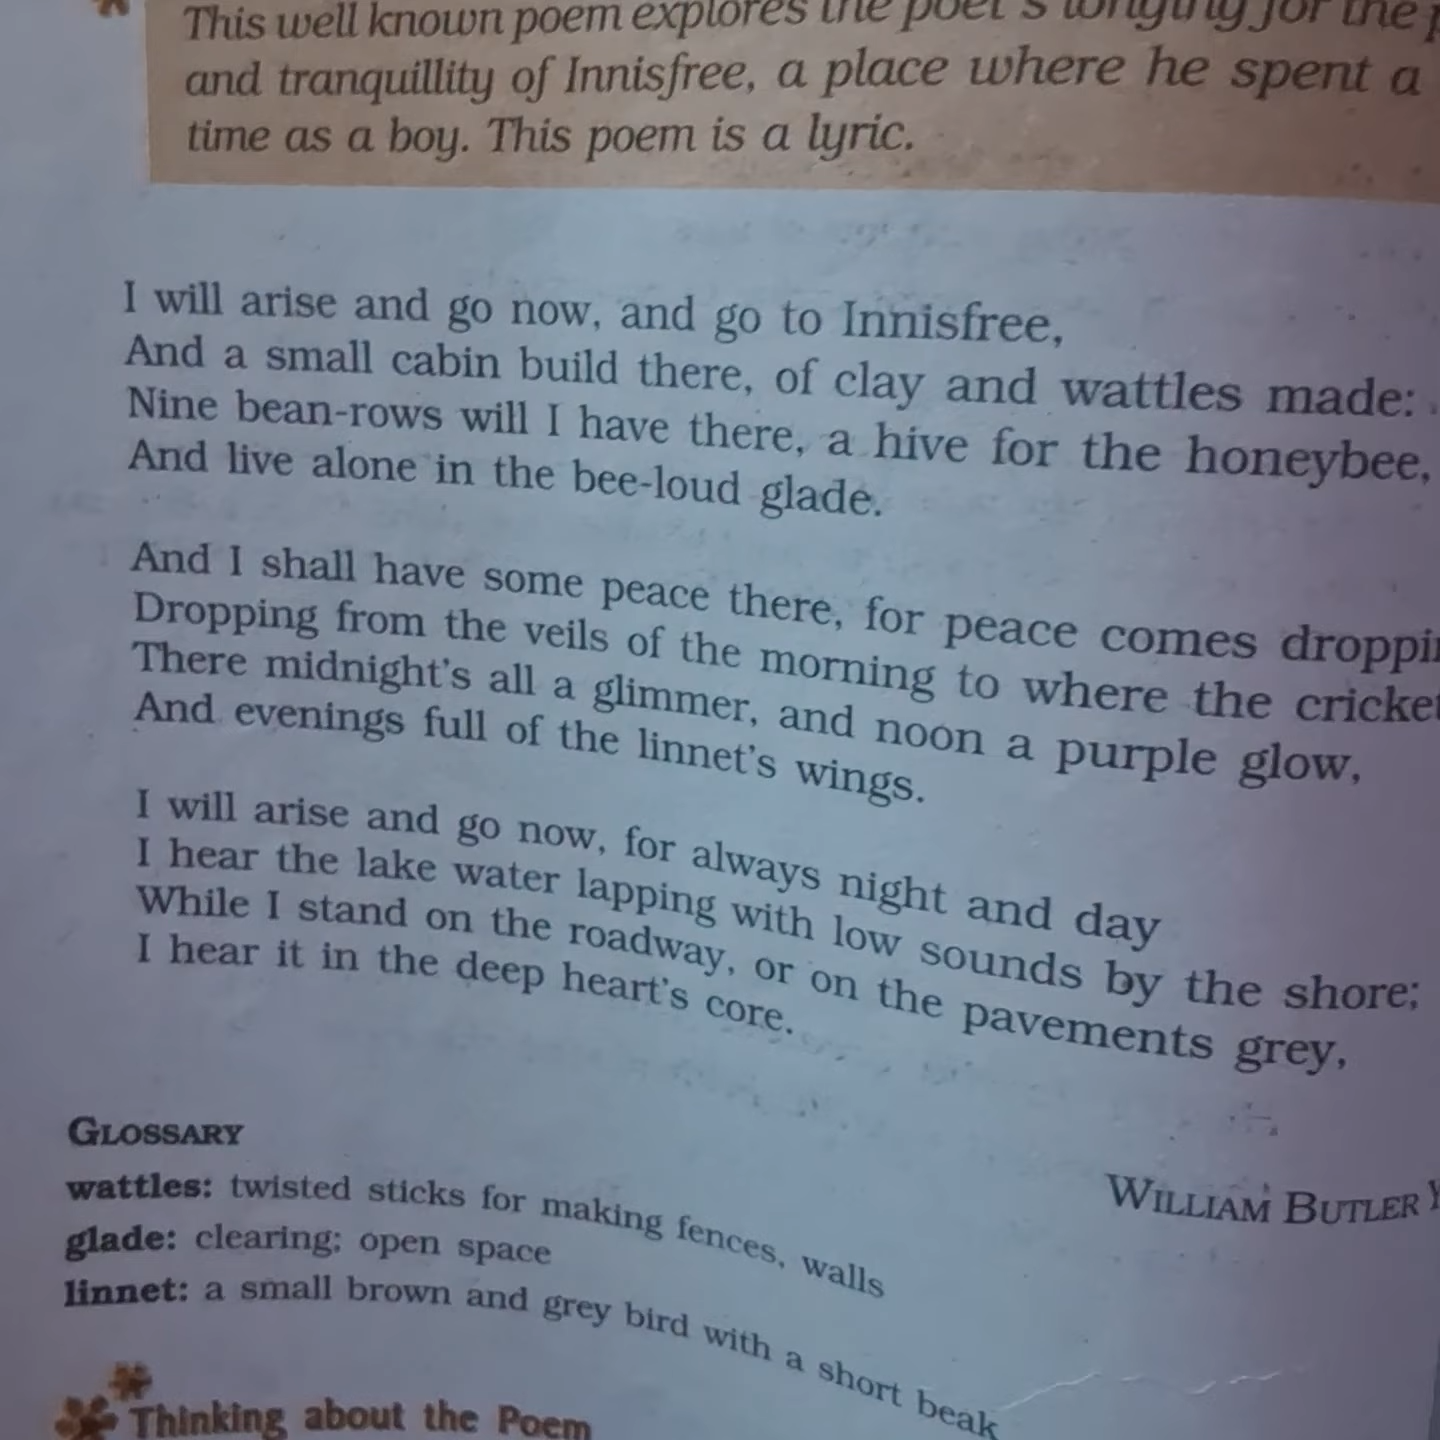 This well known poem explores the poet's longing for the
and tranquillity of Innisfree, a place where he spent a
time as a boy. This poem is a lyric.
I will arise and go now, and go to Innisfree,
And a small cabin build there, of clay and wattles made:
Nine bean-rows will I have there, a hive for the honeybee,
And live alone in the bee-loud glade.
And I shall have some peace there, for peace comes droppin
Dropping from the veils of the morning to where the cricket
There midnight's all a glimmer, and noon a purple glow,
And evenings full of the linnet's wings.
I will arise and go now, for always night and day
I hear the lake water lapping with low sounds by the shore;
While I stand on the roadway, or on the pavements grey,
I hear it in the deep heart's core.
WILLIAM BUTLER
GLOSSARY
wattles: twisted sticks for making fences, walls
glade: clearing; open space
linnet: a small brown and grey bird with a short beak
Thinking about the Poem